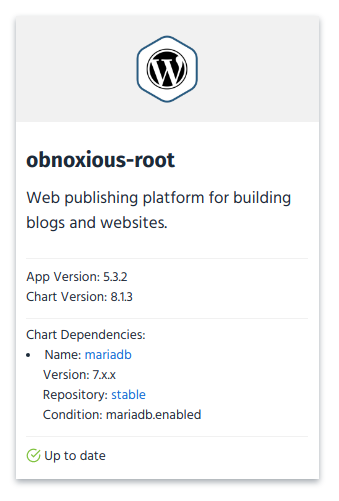 W
obnoxious-root
Web publishing platform for building
blogs and websites.
App Version: 5.3.2
Chart Version: 8.1.3
Chart Dependencies:
• Name: mariadb
Version: 7.x.x
Repository: stable
Condition: mariadb.enabled
Up to date